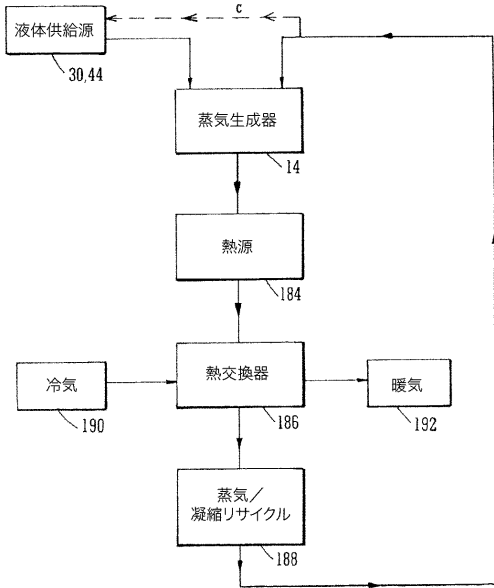 c
液体供給源
30,44
蒸気生成器
14
熱源
184
冷気
190
熱交換器
186
暖気
192
蒸気／
凝縮リサイクル
188